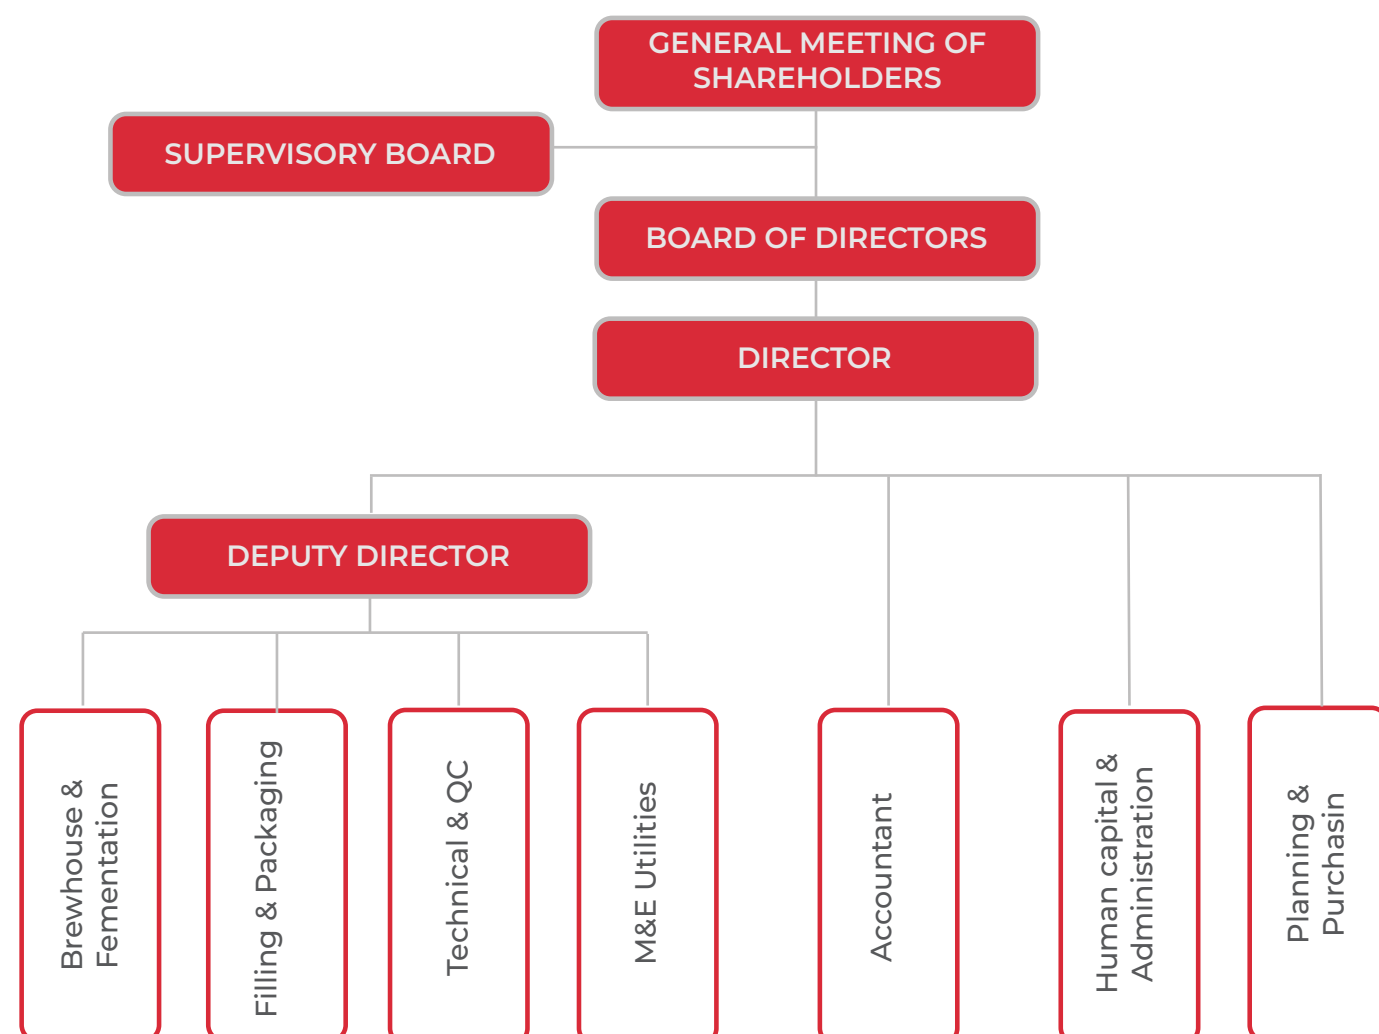 GENERAL MEETING OF
SHAREHOLDERS
SUPERVISORY BOARD
BOARD OF DIRECTORS
DIRECTOR
DEPUTY DIRECTOR
Brewhouse &
Fementation
Filling & Packaging
Technical & QC
M&E Utilities
Accountant
Human capital &
Administration
Planning &
Purchasin